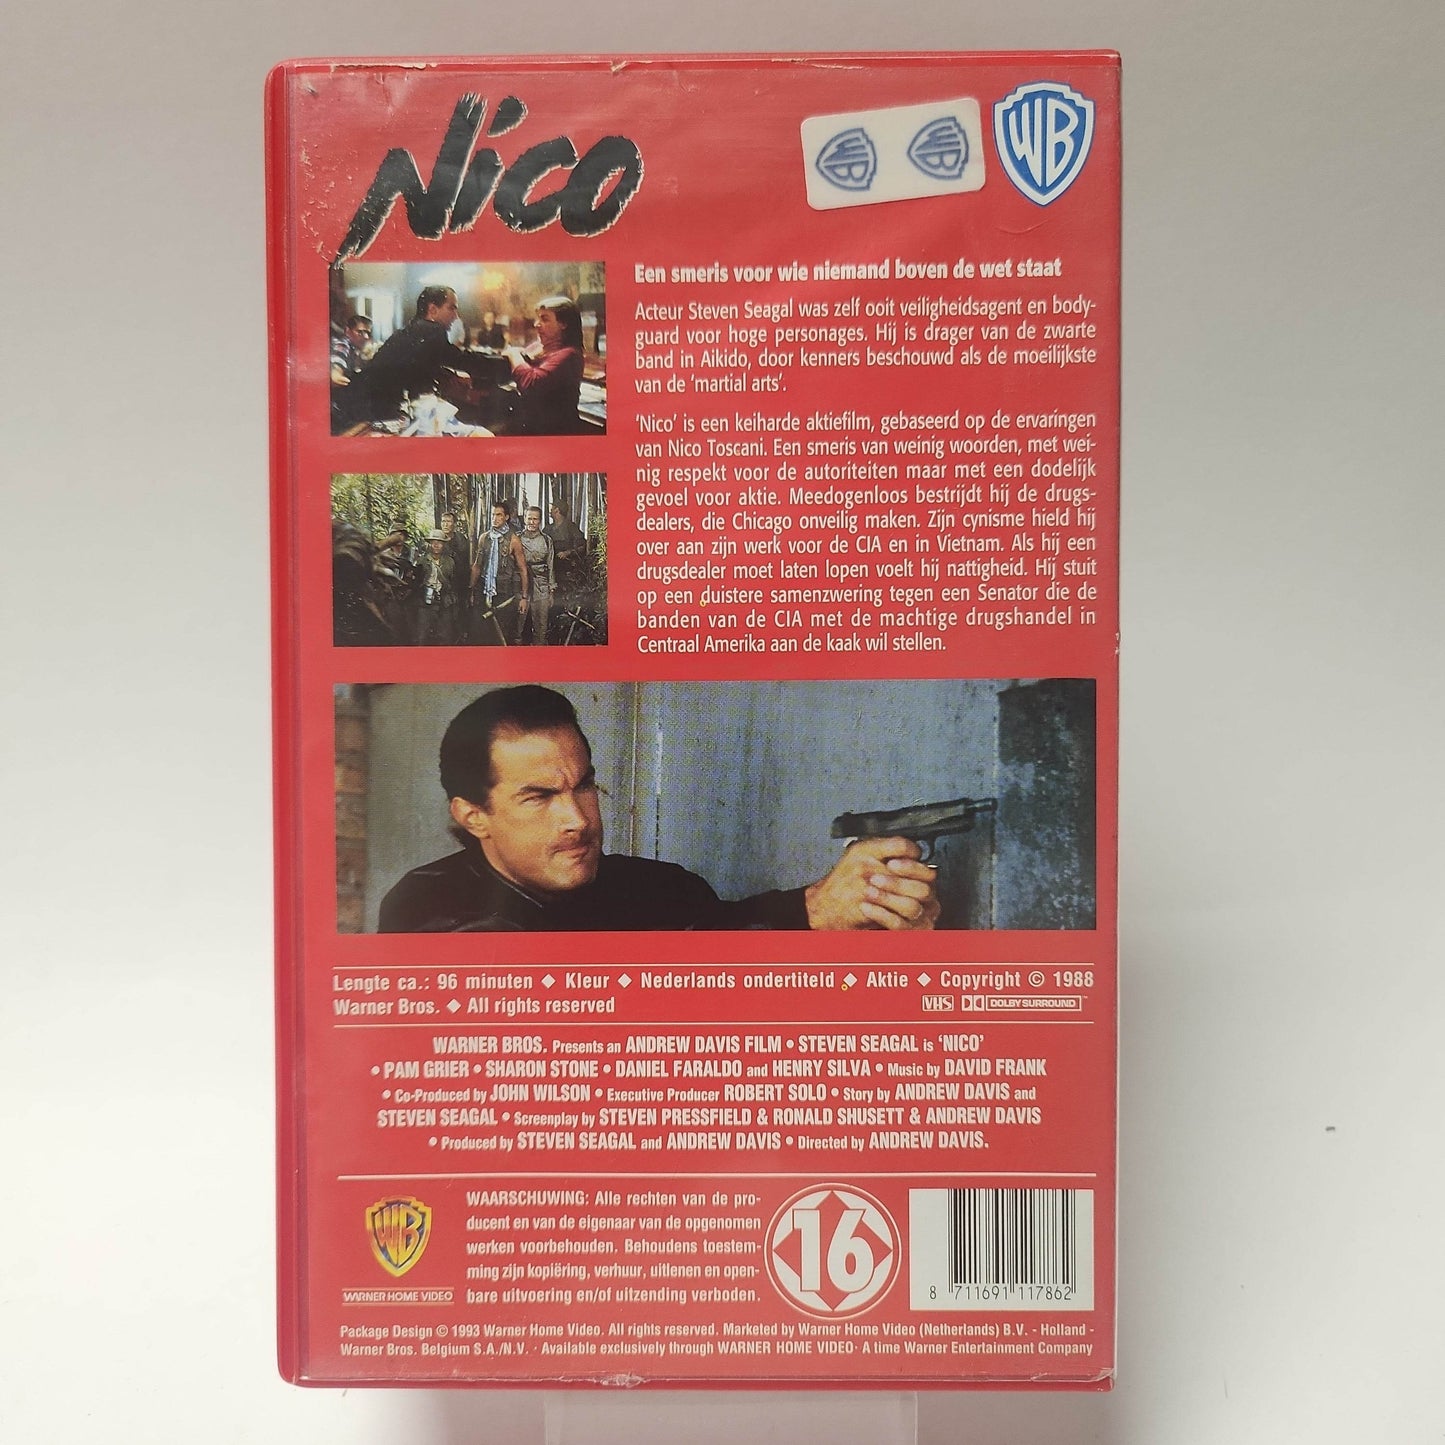 Nico
WB WB
WB
Een smeris voor wie niemand boven de wet staat
Acteur Steven Seagal was zelf ooit veiligheidsagent en body-
guard voor hoge personages. Hij is drager van de zwarte
band in Aikido, door kenners beschouwd als de moeilijkste
van de 'martial arts'.
'Nico' is een keiharde aktiefilm, gebaseerd op de ervaringen
van Nico Toscani. Een smeris van weinig woorden, met wei-
nig respekt voor de autoriteiten maar met een dodelijk
gevoel voor aktie. Meedogenloos bestrijdt hij de drugs-
dealers, die Chicago onveilig maken. Zijn cynisme hield hij
over aan zijn werk voor de CIA en in Vietnam. Als hij een
drugsdealer moet laten lopen voelt hij nattigheid. Hij stuit
op een duistere samenzwering tegen een Senator die de
banden van de CIA met de machtige drugshandel in
Centraal Amerika aan de kaak wil stellen.
Lengte ca.: 96 minuten ◆ Kleur ◆ Nederlands ondertiteld ◆ Aktie ◆ Copyright © 1988
Warner Bros. ◆ All rights reserved VHS DOLBY SURROUND™
WARNER BROS. Presents an ANDREW DAVIS FILM • STEVEN SEAGAL is 'NICO'
• PAM GRIER • SHARON STONE • DANIEL FARALDO and HENRY SILVA • Music by DAVID FRANK
• Co-Produced by JOHN WILSON • Executive Producer ROBERT SOLO • Story by ANDREW DAVIS and
STEVEN SEAGAL • Screenplay by STEVEN PRESSFIELD & RONALD SHUSETT & ANDREW DAVIS
• Produced by STEVEN SEAGAL and ANDREW DAVIS • Directed by ANDREW DAVIS.
WB
WARNER HOME VIDEO
WAARSCHUWING: Alle rechten van de pro-
ducent en van de eigenaar van de opgenomen
werken voorbehouden. Behoudens toestem-
ming zijn kopiëring, verhuur, uitlenen en open-
bare uitvoering en/of uitzending verboden.
16
8 711691 117862
Package Design © 1993 Warner Home Video. All rights reserved. Marketed by Warner Home Video (Netherlands) B.V. - Holland -
Warner Bros. Belgium S.A./N.V. · Available exclusively through WARNER HOME VIDEO· A time Warner Entertainment Company